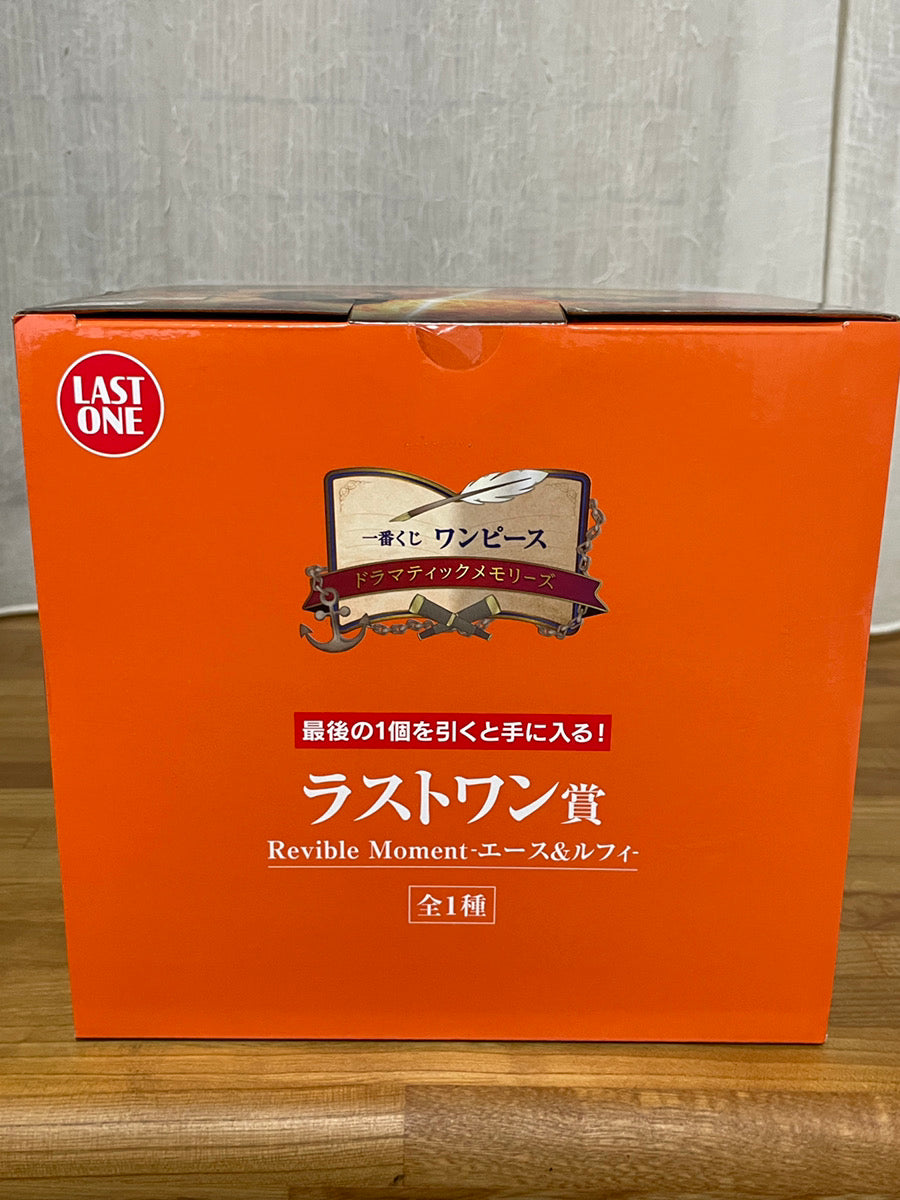 LAST
ONE
一番くじ ワンピース
ドラマティックメモリーズ
最後の1個を引くと手に入る!
ラストワン賞
Revible Moment-エース&ルフィ-
全1種